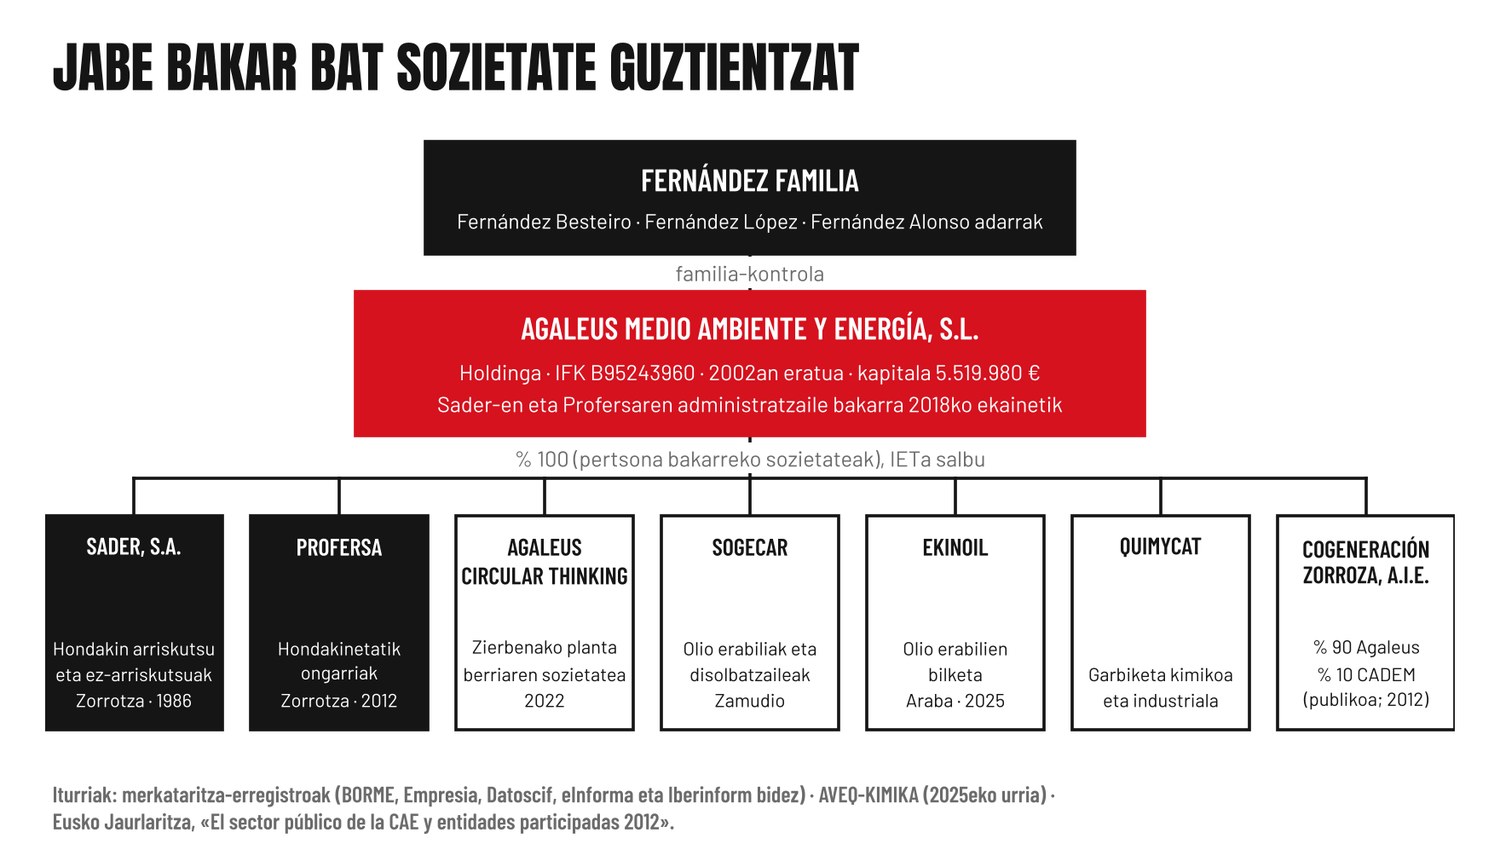 JABE BAKAR BAT SOZIETATE GUZTIENTZAT
FERNÁNDEZ FAMILIA
Fernández Besteiro · Fernández López · Fernández Alonso adarrak
familia-kontrola
AGALEUS MEDIO AMBIENTE Y ENERGÍA, S.L.
Holdinga · IFK B95243960 · 2002an eratua · kapitala 5.519.980 €
Sader-en eta Profersaren administratzaile bakarra 2018ko ekainetik
% 100 (pertsona bakarreko sozietateak), IETa salbu
SADER, S.A.
Hondakin arriskutsu
eta ez-arriskutsuak
Zorrotza · 1986
PROFERSA
Hondakinetatik
ongarriak
Zorrotza · 2012
AGALEUS
CIRCULAR THINKING
Zierbenako planta
berriaren sozietatea
2022
SOGECAR
Olio erabiliak eta
disolbatzaileak
Zamudio
EKINOIL
Olio erabilien
bilketa
Araba · 2025
QUIMYCAT
Garbiketa kimikoa
eta industriala
COGENERACIÓN
ZORROZA, A.I.E.
% 90 Agaleus
% 10 CADEM
(publikoa; 2012)
Iturriak: merkataritza-erregistroak (BORME, Empresia, Datoscif, eInforma eta Iberinform bidez) · AVEQ-KIMIKA (2025eko urria) ·
Eusko Jaurlaritza, «El sector público de la CAE y entidades participadas 2012».